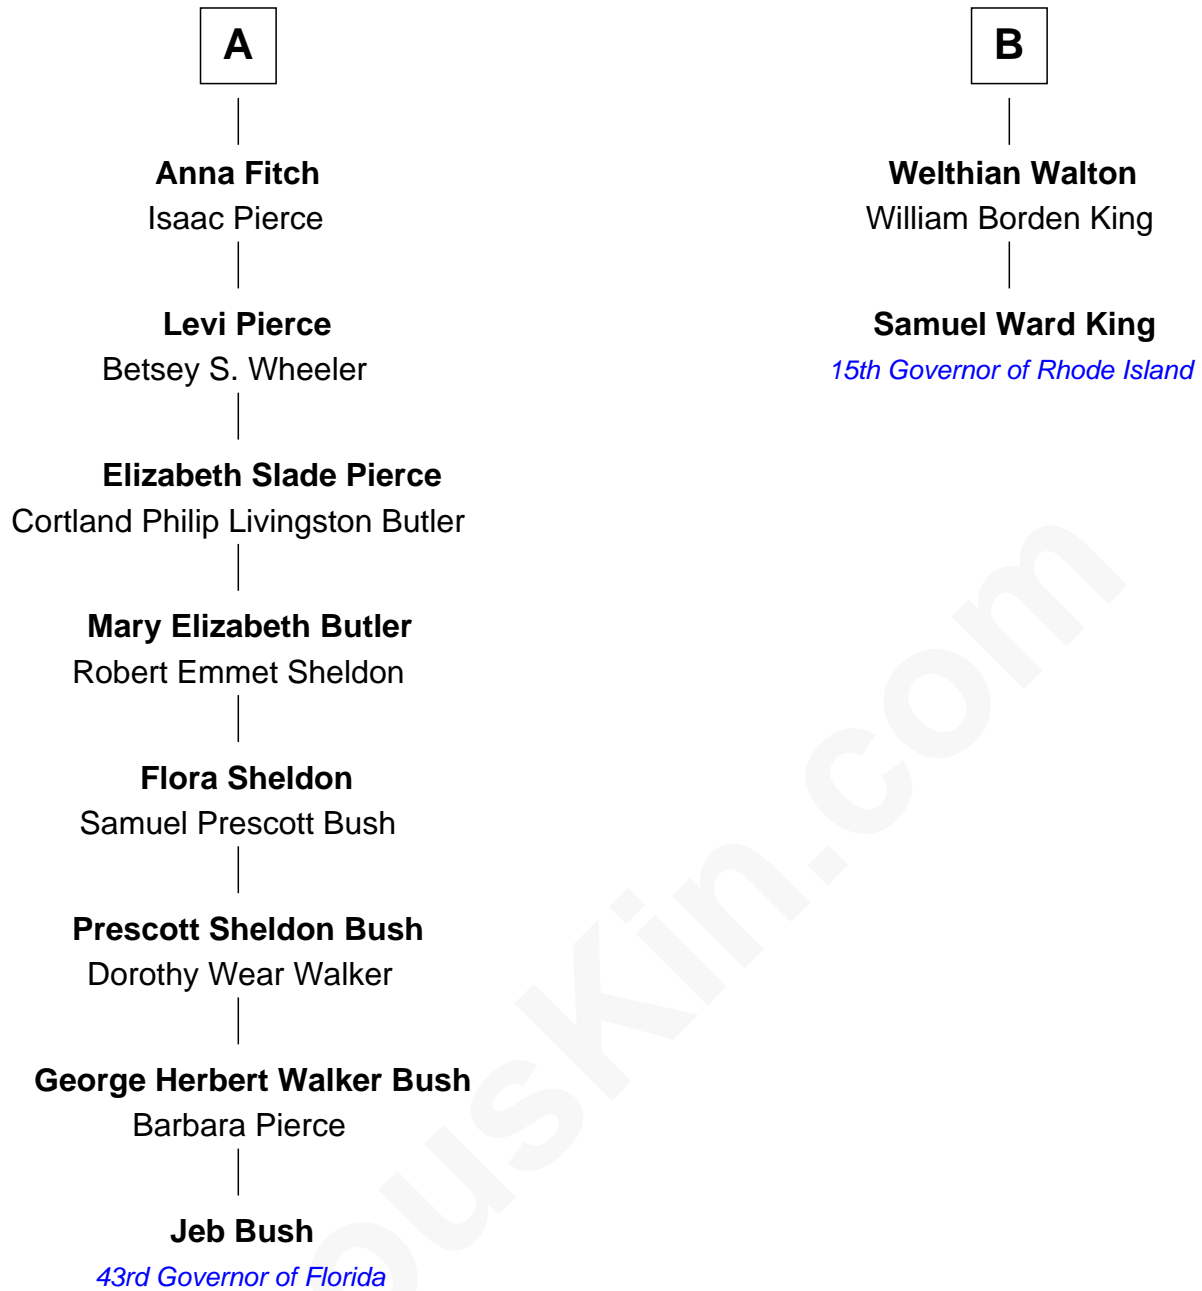 A
Anna Fitch
Isaac Pierce
Levi Pierce
Betsey S. Wheeler
Elizabeth Slade Pierce
Cortland Philip Livingston Butler
Mary Elizabeth Butler
Robert Emmet Sheldon
Flora Sheldon
Samuel Prescott Bush
Prescott Sheldon Bush
Dorothy Wear Walker
George Herbert Walker Bush
Barbara Pierce
Jeb Bush
43rd Governor of Florida
B
Welthian Walton
William Borden King
Samuel Ward King
15th Governor of Rhode Island
ousKin.com